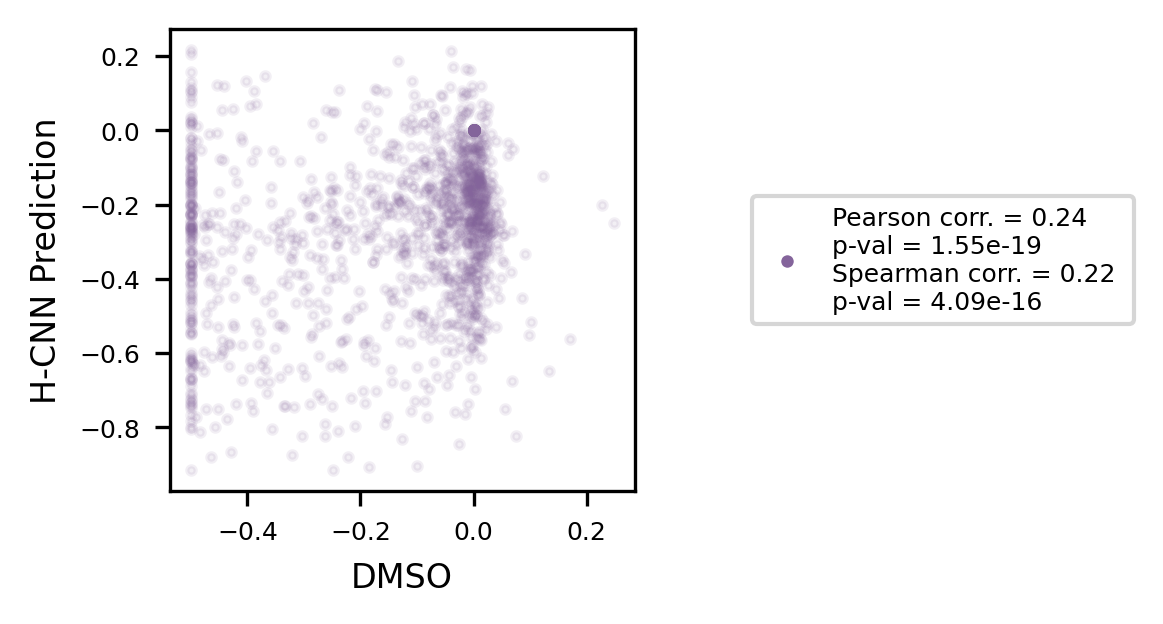 0.2
0.0
−0.2
−0.4
−0.6
−0.8
H-CNN Prediction
−0.4
−0.2
0.0
0.2
DMSO
Pearson corr. = 0.24
p-val = 1.55e-19
Spearman corr. = 0.22
p-val = 4.09e-16